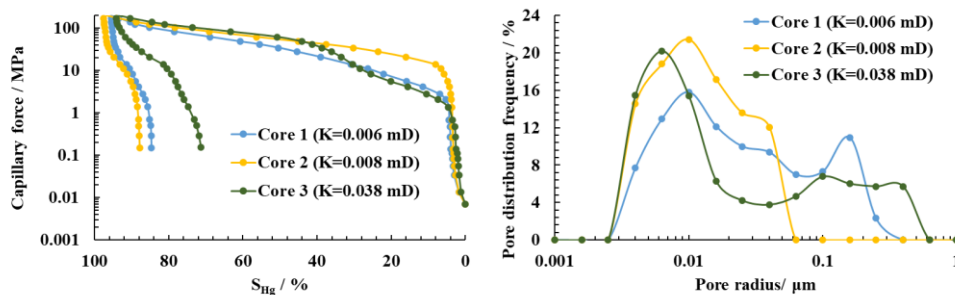 Capillary force / MPa
100
10
1
0.1
0.01
0.001
Core 1 (K=0.006 mD)
Core 2 (K=0.008 mD)
Core 3 (K=0.038 mD)
100
80
60
40
20
0
S_Hg / %
Pore distribution frequency / %
24
20
16
12
8
4
0
Core 1 (K=0.006 mD)
Core 2 (K=0.008 mD)
Core 3 (K=0.038 mD)
0.001
0.01
0.1
1
Pore radius/ μm